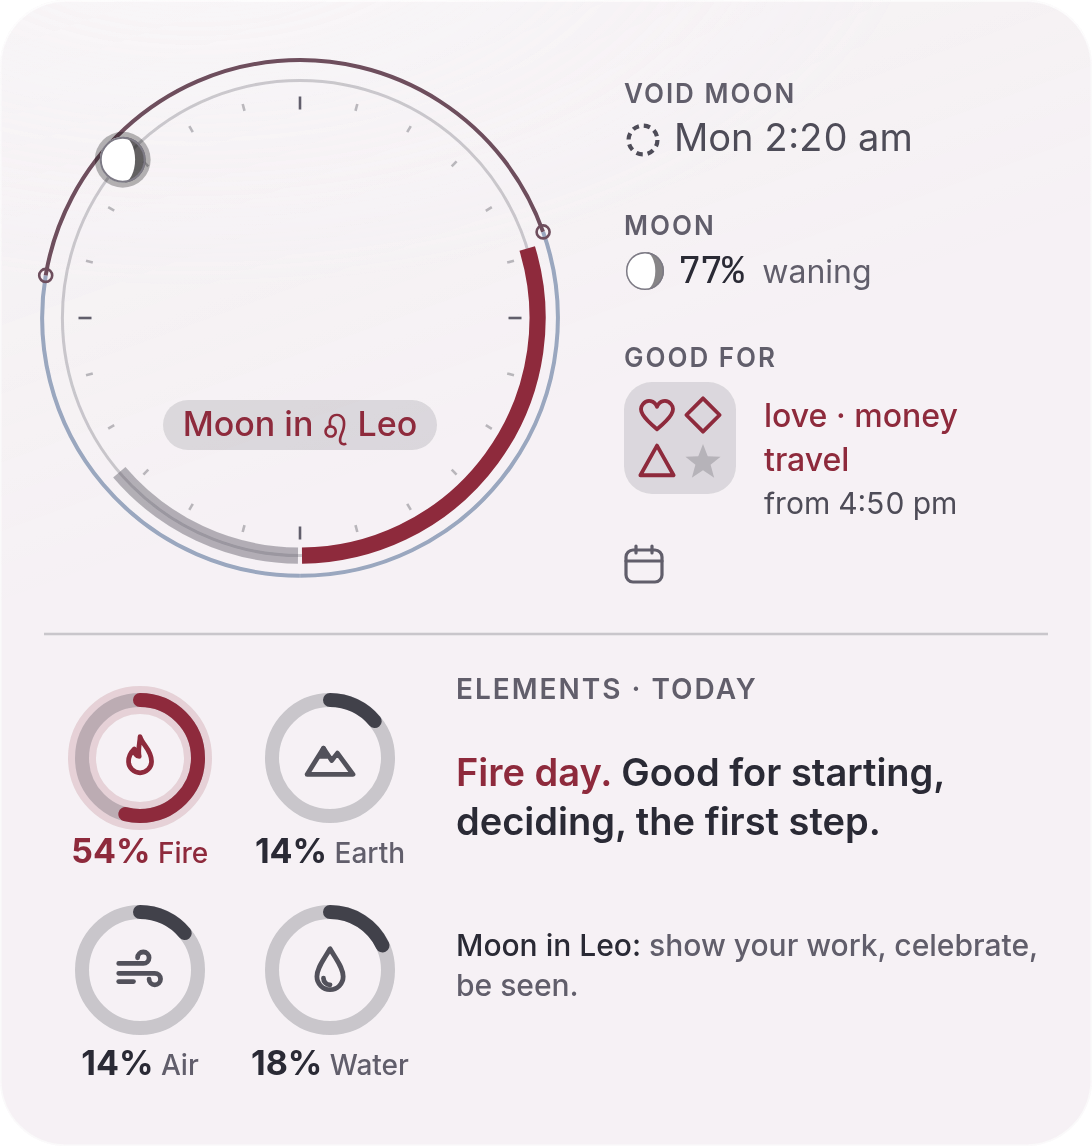 VOID MOON
Mon 2:20 am
MOON
77% waning
GOOD FOR
love · money
travel
from 4:50 pm
Moon in ♌ Leo
ELEMENTS · TODAY
Fire day. Good for starting,
deciding, the first step.
54% Fire
14% Earth
Moon in Leo: show your work, celebrate,
be seen.
14% Air
18% Water